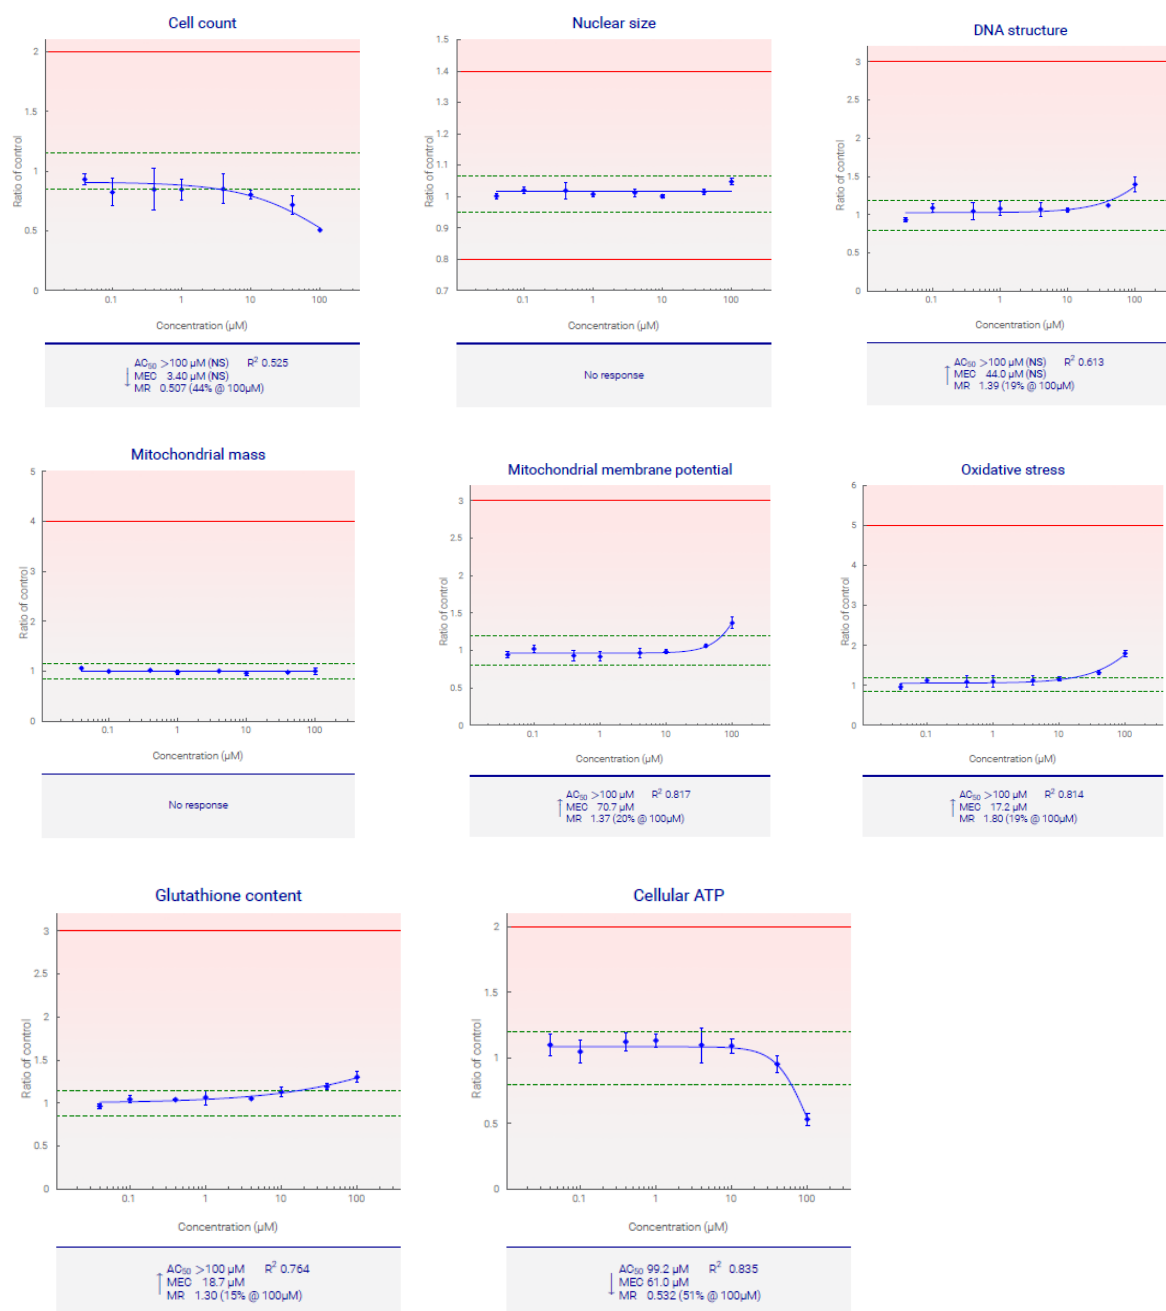 Cell count
Ratio of control
2
1.5
1
0.5
0
0.1
1
10
100
Concentration (µM)
AC50 >100 µM (NS) R² 0.525
↓ MEC 3.40 µM (NS)
MR 0.507 (44% @ 100µM)
Nuclear size
Ratio of control
1.5
1.4
1.3
1.2
1.1
1.0
0.9
0.8
0.7
0.1
1
10
100
Concentration (µM)
No response
DNA structure
Ratio of control
3
2.5
2
1.5
1
0.5
0
0.1
1
10
100
Concentration (µM)
AC50 >100 µM (NS) R² 0.613
↑ MEC 44.0 µM (NS)
MR 1.39 (19% @ 100µM)
Mitochondrial mass
Ratio of control
5
4
3
2
1
0
0.1
1
10
100
Concentration (µM)
No response
Mitochondrial membrane potential
Ratio of control
3
2.5
2
1.5
1
0.5
0
0.1
1
10
100
Concentration (µM)
AC50 >100 µM R² 0.817
↑ MEC 70.7 µM
MR 1.37 (20% @ 100µM)
Oxidative stress
Ratio of control
6
5
4
3
2
1
0
0.1
1
10
100
Concentration (µM)
AC50 >100 µM R² 0.814
↑ MEC 17.2 µM
MR 1.80 (19% @ 100µM)
Glutathione content
Ratio of control
3
2.5
2
1.5
1
0.5
0
0.1
1
10
100
Concentration (µM)
AC50 >100 µM R² 0.764
↑ MEC 18.7 µM
MR 1.30 (15% @ 100µM)
Cellular ATP
Ratio of control
2
1.5
1
0.5
0
0.1
1
10
100
Concentration (µM)
AC50 99.2 µM R² 0.835
↓ MEC 61.0 µM
MR 0.532 (51% @ 100µM)